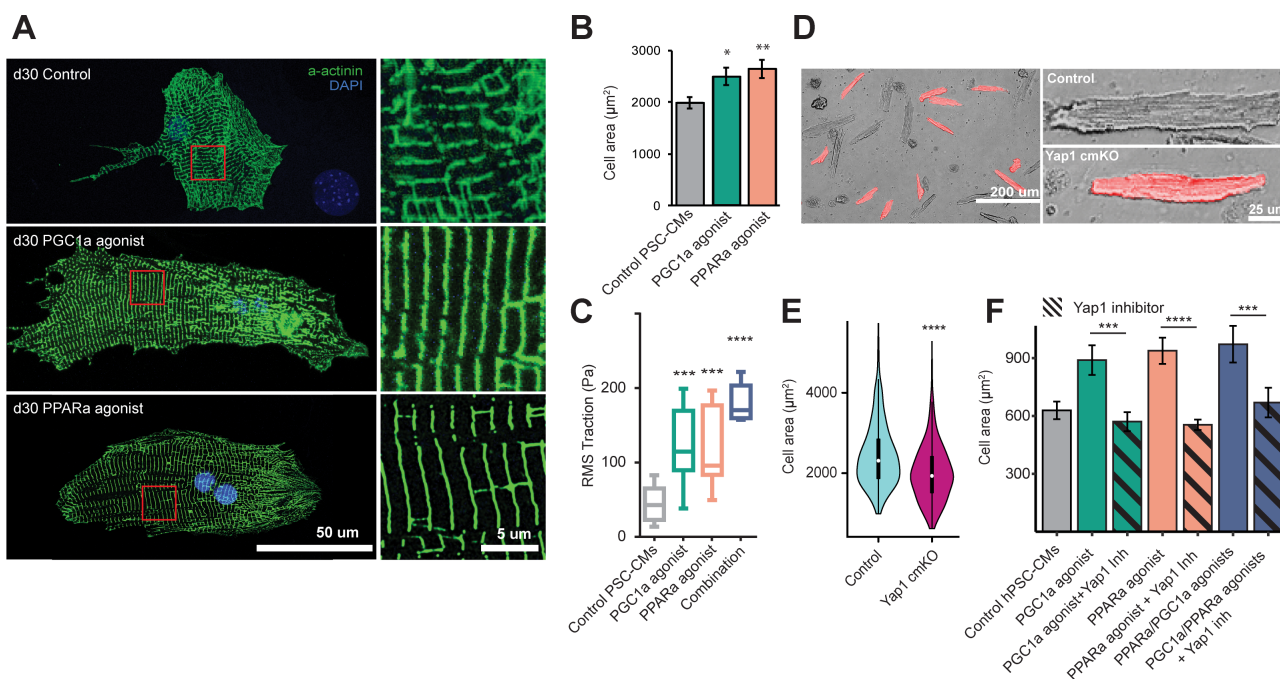 A
d30 Control
a-actinin
DAPI
d30 PGC1a agonist
d30 PPARa agonist
50 um
5 um
B
3000
2000
1000
0
Cell area (μm²)
*
**
Control PSC-CMs
PGC1a agonist
PPARa agonist
C
200
100
0
RMS Traction (Pa)
***
***
****
Control PSC-CMs
PGC1a agonist
PPARa agonist
Combination
D
200 um
Control
Yap1 cmKO
25 um
E
4000
2000
Cell area (μm²)
****
Control
Yap1 cmKO
F
Yap1 inhibitor
900
600
300
Cell area (μm²)
***
****
***
Control hPSC-CMs
PGC1a agonist
PGC1a agonist+Yap1 Inh
PPARa agonist
PPARa agonist + Yap1 Inh
PPARa/PGC1a agonists
PGC1a/PPARa agonists
+ Yap1 inh